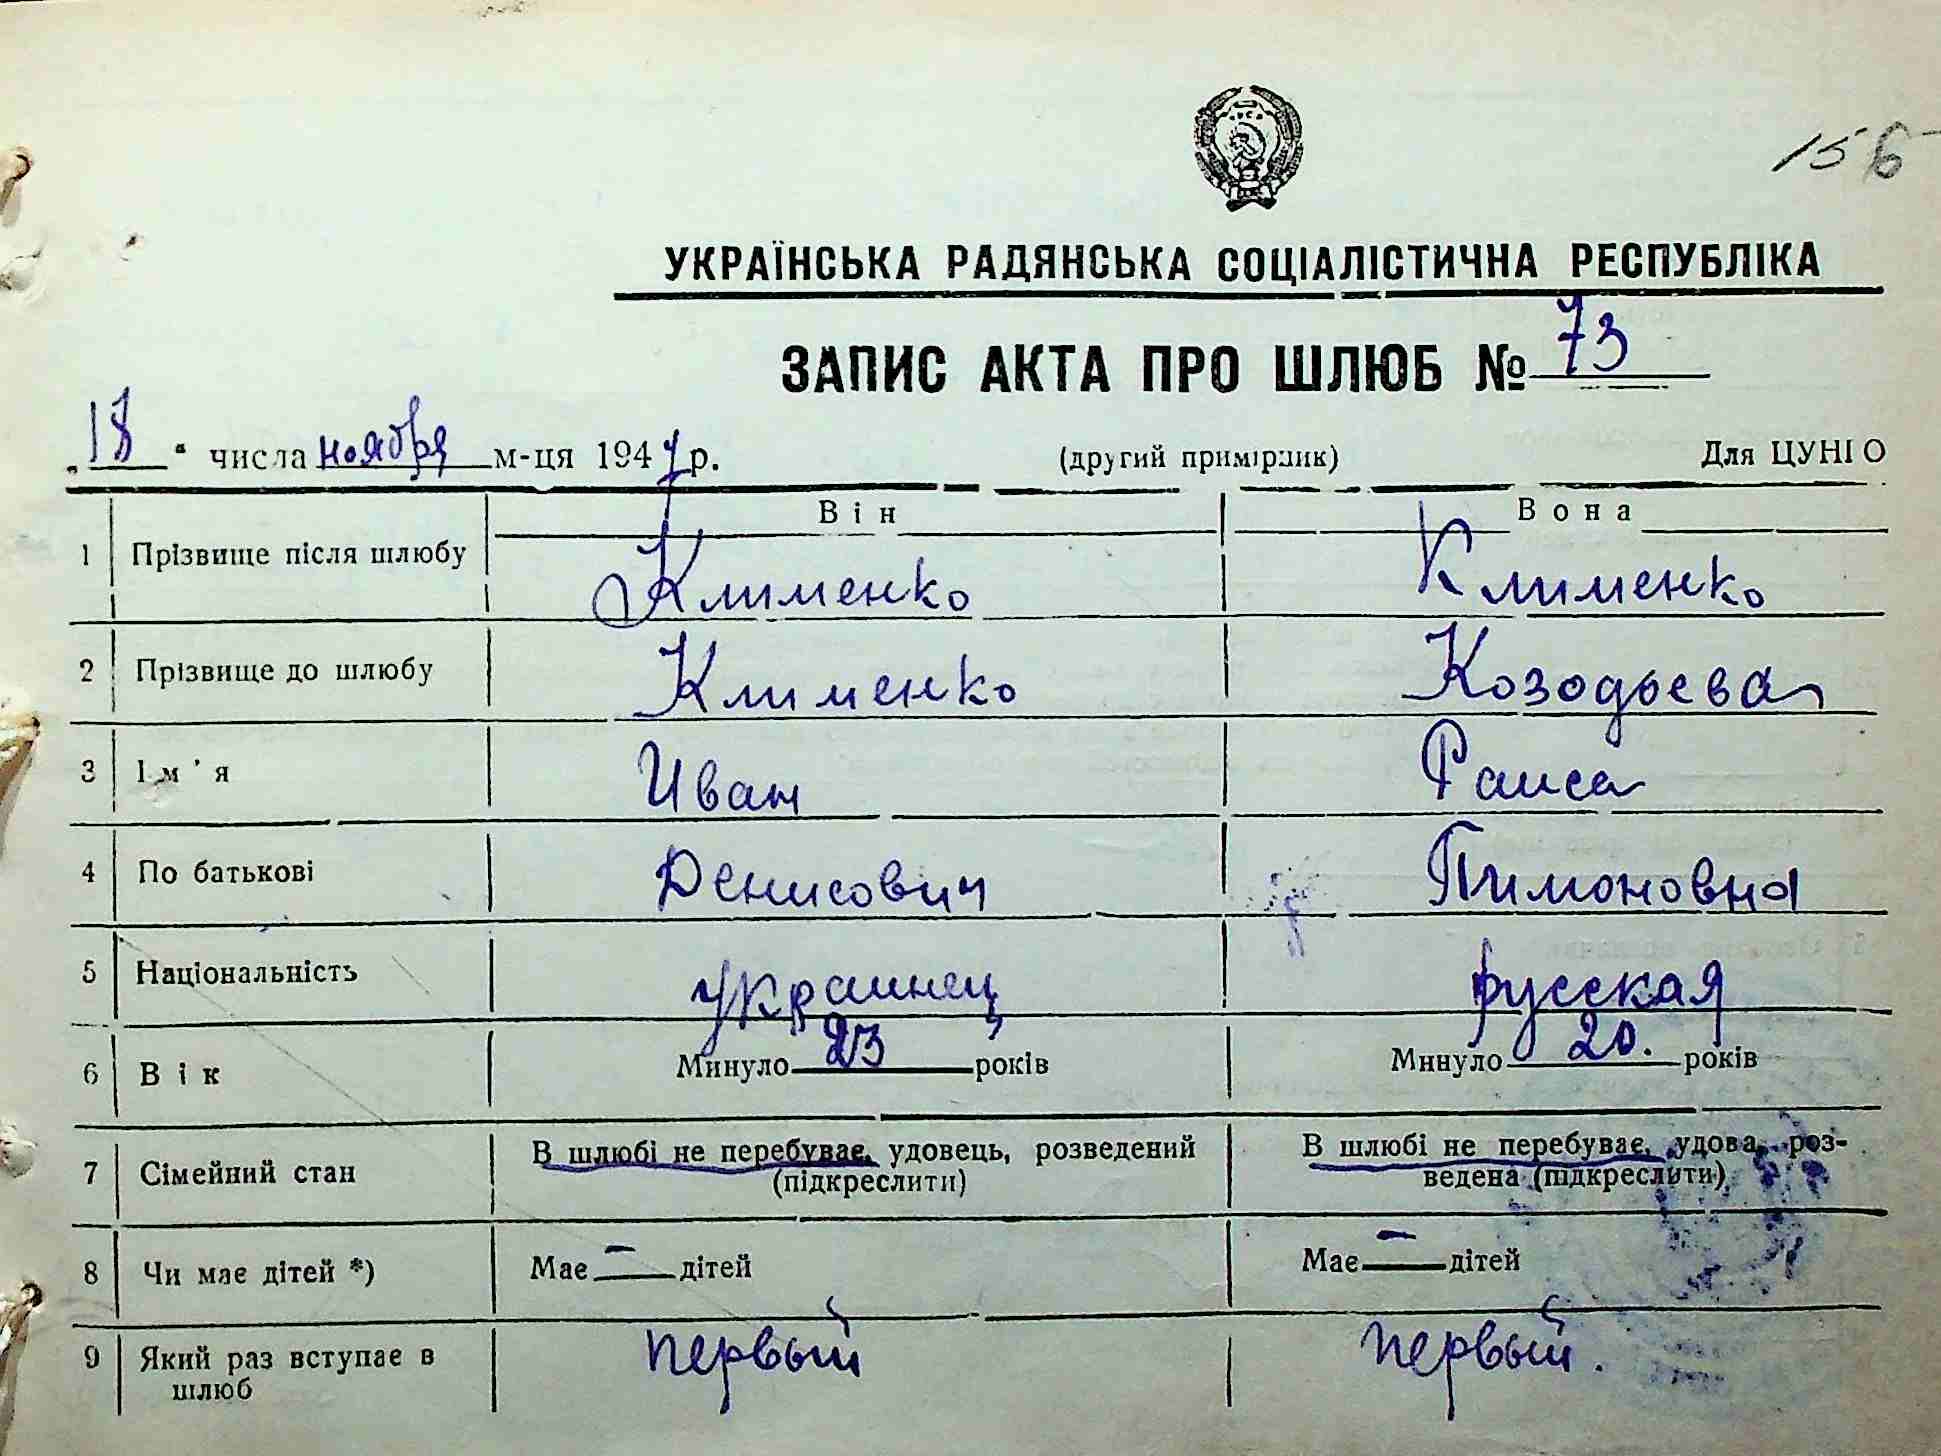 156
УКРАЇНСЬКА РАДЯНСЬКА СОЦІАЛІСТИЧНА РЕСПУБЛІКА
ЗАПИС АКТА ПРО ШЛЮБ № 73
„18“ числа ноября м-ця 1947 р. (другий примірник) Для ЦУНГО
Він Вона
1 Прізвище після шлюбу Клименко Клименко
2 Прізвище до шлюбу Клименко Козодьева
3 Ім'я Иван Раиса
4 По батькові Денисович Пимоновна
5 Національність украинец русская
6 Вік Минуло 23 років Минуло 20. років
7 Сімейний стан В шлюбі не перебуває, удовець, розведений (підкреслити) В шлюбі не перебуває, удова, роз-
ведена (підкреслити)
8 Чи має дітей *) Має — дітей Має — дітей
9 Який раз вступає в шлюб первый первый.